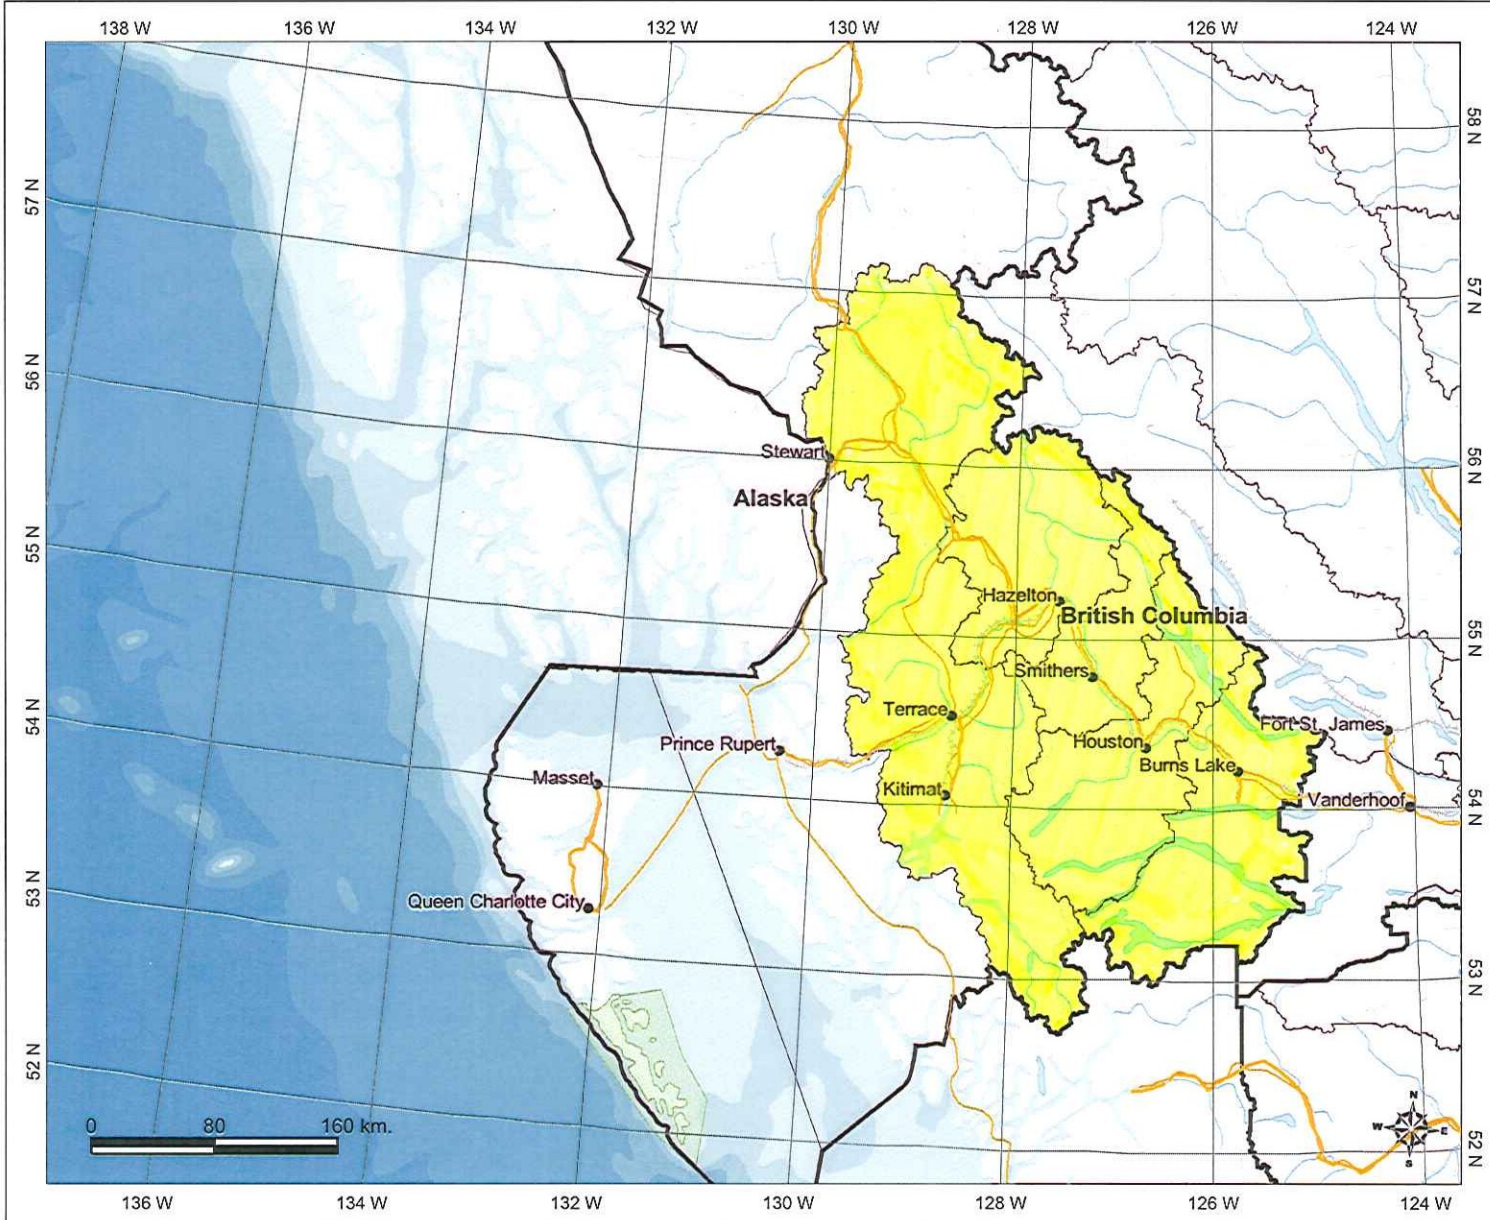 138 W 136 W 134 W 132 W 130 W 128 W 126 W 124 W
58 N
57 N
57 N
56 N
Stewart
56 N
Alaska
55 N
Hazelton
British Columbia
55 N
Smithers
54 N
Terrace
Fort St. James
Prince Rupert
Houston
Masset
Burns Lake
Kitimat
Vanderhoof
54 N
53 N
Queen Charlotte City
53 N
52 N
N
0 80 160 km.
W E
S
52 N
136 W 134 W 132 W 130 W 128 W 126 W 124 W